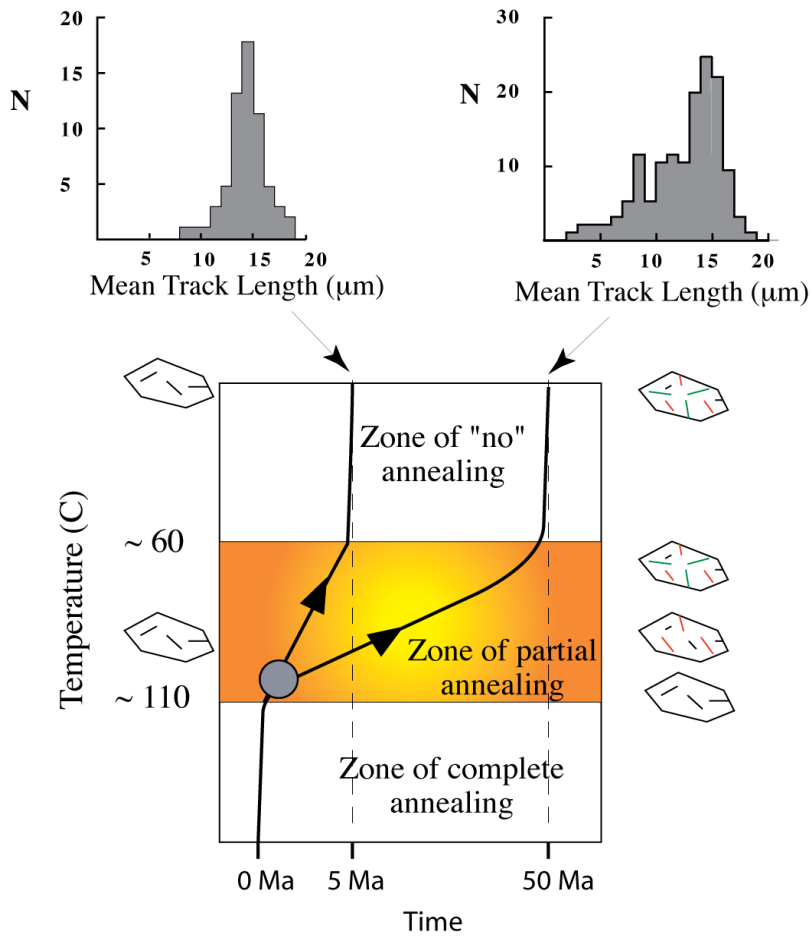 20
15
10
5
N
5 10 15 20
Mean Track Length (μm)
30
20
10
N
5 10 15 20
Mean Track Length (μm)
Zone of "no"
annealing
~ 60
Temperature (C)
Zone of partial
annealing
~ 110
Zone of complete
annealing
0 Ma 5 Ma 50 Ma
Time